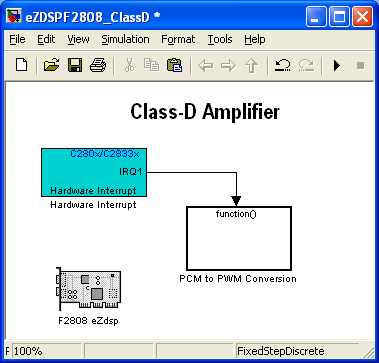 eZDSPF2808_ClassD *
File Edit View Simulation Format Tools Help
Class-D Amplifier
C280x/C2833x
IRQ1
Hardware Interrupt
Hardware Interrupt
function()
PCM to PWM Conversion
F2808 eZdsp
F 100% FixedStepDiscrete